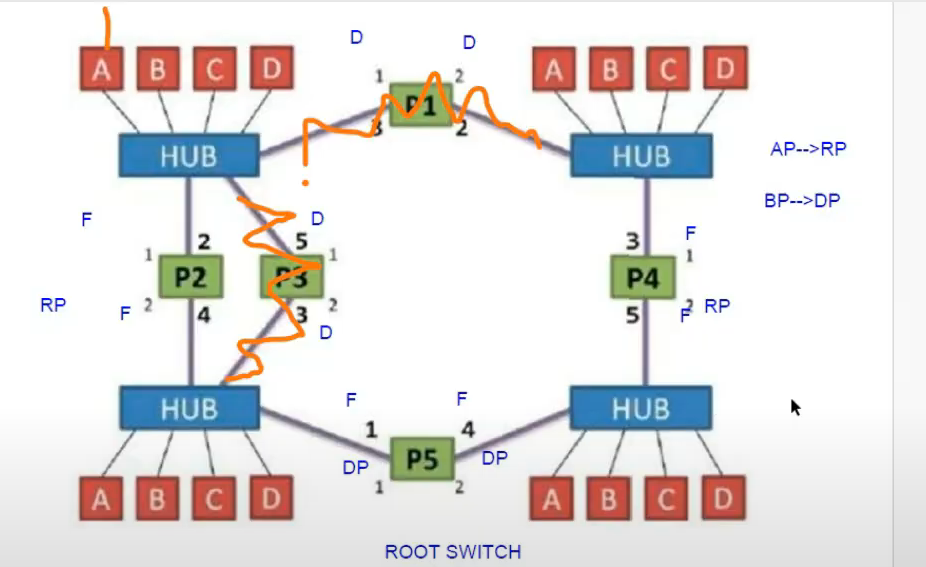 D D
A B C D 1 P1 2 A B C D
3 2
HUB HUB AP-->RP
BP-->DP
F D F
2 5 1 3 1
1 P2 P3 P4
RP F 2 4 3 2 D 5 F 2 RP
HUB HUB
F F
1 4
DP P5 DP
A B C D 1 2 A B C D
ROOT SWITCH